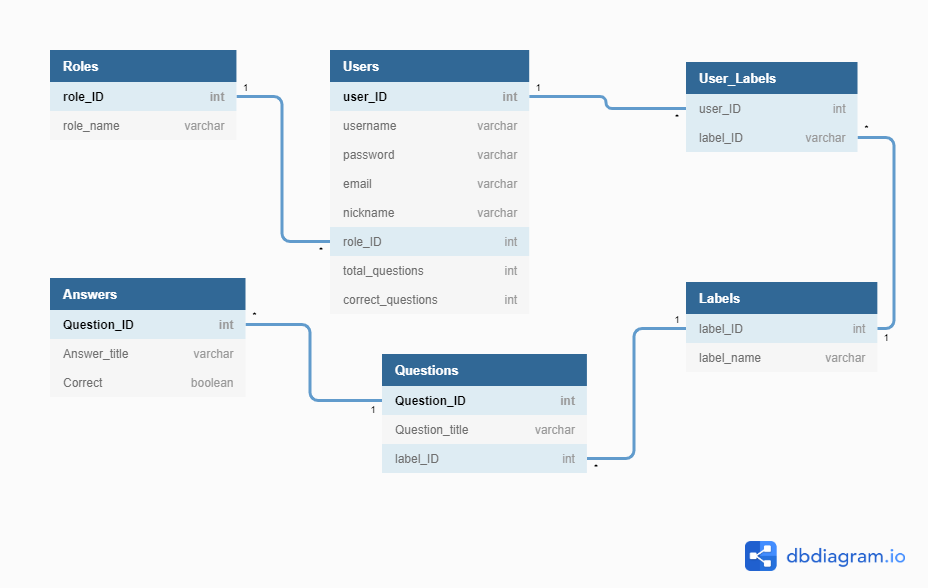 Roles
role_ID int
role_name varchar
1
*
Users
user_ID int
username varchar
password varchar
email varchar
nickname varchar
role_ID int
total_questions int
correct_questions int
1
*
User_Labels
user_ID int
label_ID varchar
*
1
Answers
Question_ID int
Answer_title varchar
Correct boolean
*
1
Questions
Question_ID int
Question_title varchar
label_ID int
*
1
Labels
label_ID int
label_name varchar
dbdiagram.io